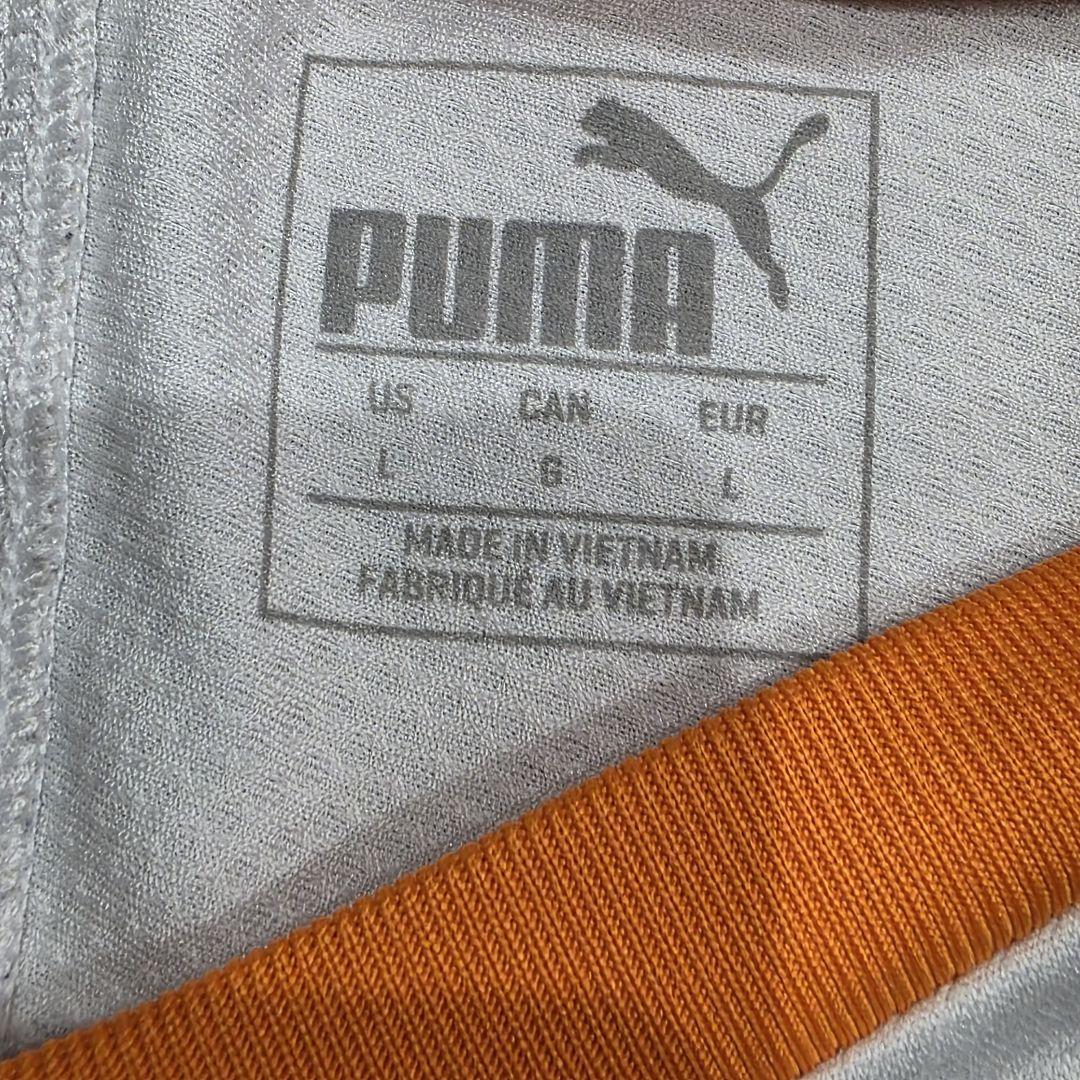 PUMA
US CAN EUR
L G L
MADE IN VIETNAM
FABRIQUÉ AU VIETNAM